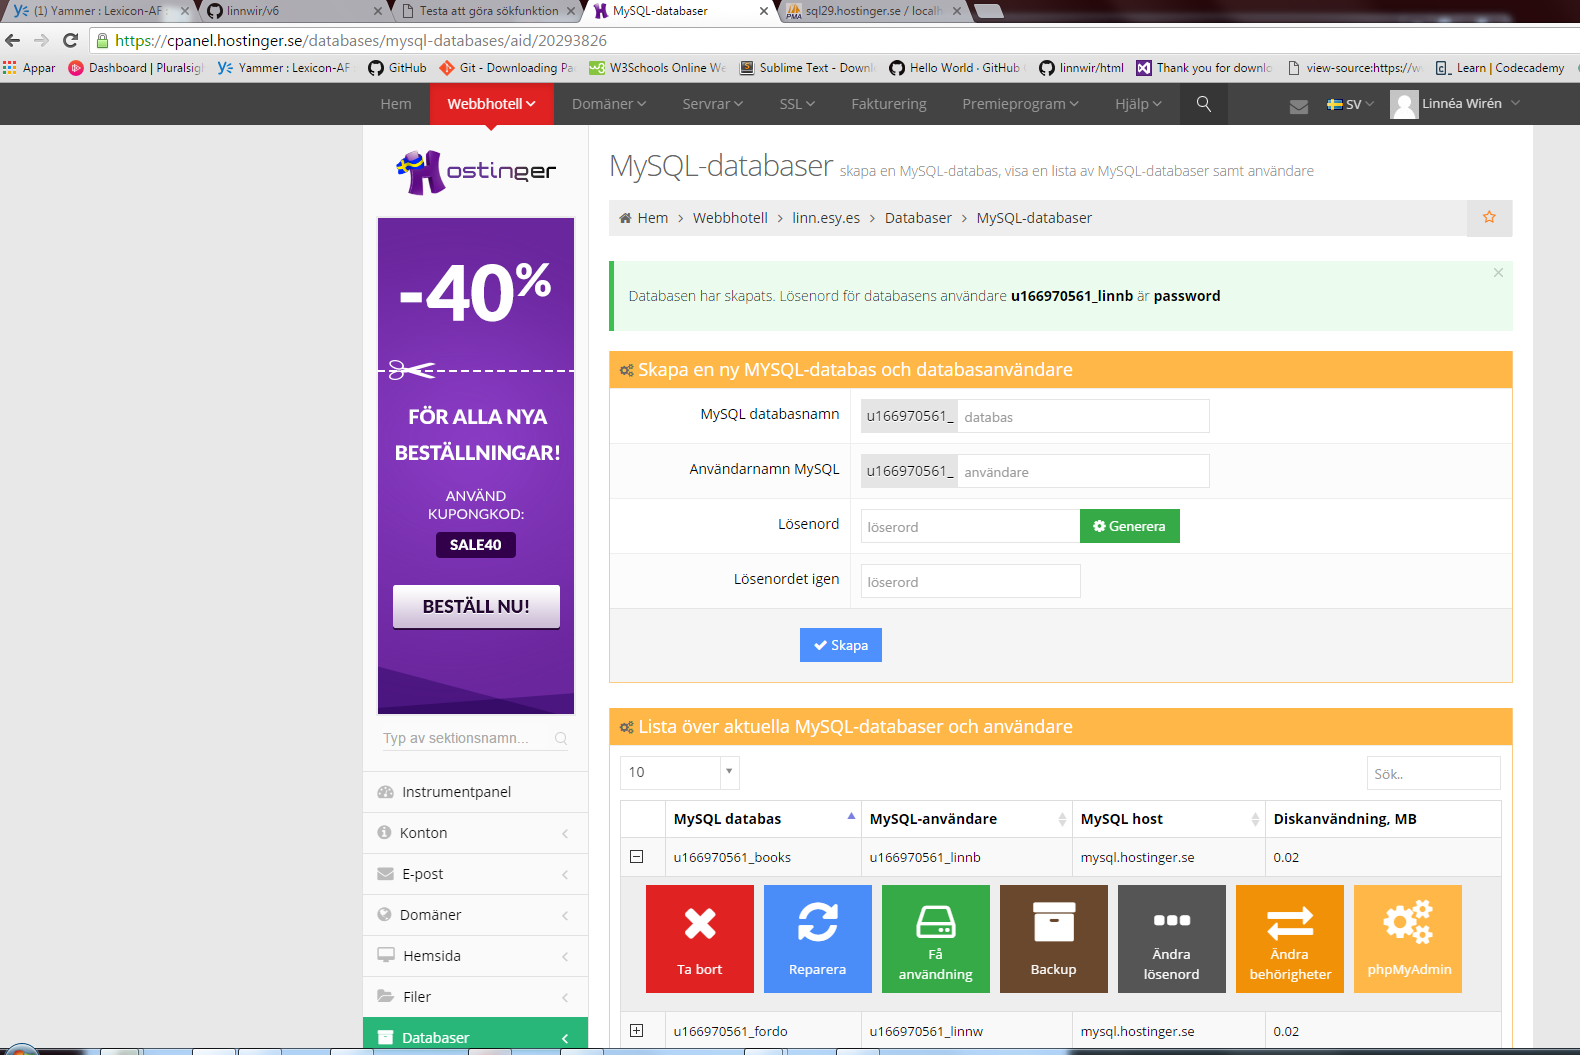 (1) Yammer : Lexicon-AF
linnwir/v6
Testa att göra sökfunktion
MySQL-databaser
sql29.hostinger.se / localh
https://cpanel.hostinger.se/databases/mysql-databases/aid/20293826
Appar
Dashboard | Pluralsig
Yammer : Lexicon-AF
GitHub
Git - Downloading Pac
W3Schools Online We
Sublime Text - Downl
Hello World · GitHub
linnwir/html
Thank you for downlo
view-source:https://w
Learn | Codecademy
Hem
Webbhotell
Domäner
Servrar
SSL
Fakturering
Premieprogram
Hjälp
SV
Linnéa Wirén
Hostinger
-40%
FÖR ALLA NYA
BESTÄLLNINGAR!
ANVÄND
KUPONGKOD:
SALE40
BESTÄLL NU!
Typ av sektionsnamn...
Instrumentpanel
Konton
E-post
Domäner
Hemsida
Filer
Databaser
MySQL-databaser skapa en MySQL-databas, visa en lista av MySQL-databaser samt användare
Hem > Webbhotell > linn.esy.es > Databaser > MySQL-databaser
Databasen har skapats. Lösenord för databasens användare u166970561_linnb är password
Skapa en ny MYSQL-databas och databasanvändare
MySQL databasnamn u166970561_ databas
Användarnamn MySQL u166970561_ användare
Lösenord löserord Generera
Lösenordet igen löserord
Skapa
Lista över aktuella MySQL-databaser och användare
10 Sök..
MySQL databas MySQL-användare MySQL host Diskanvändning, MB
u166970561_books u166970561_linnb mysql.hostinger.se 0.02
Ta bort
Reparera
Få
användning
Backup
Ändra
lösenord
Ändra
behörigheter
phpMyAdmin
u166970561_fordo u166970561_linnw mysql.hostinger.se 0.02